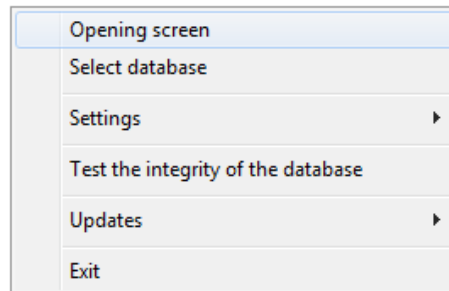 Opening screen
Select database
Settings
Test the integrity of the database
Updates
Exit